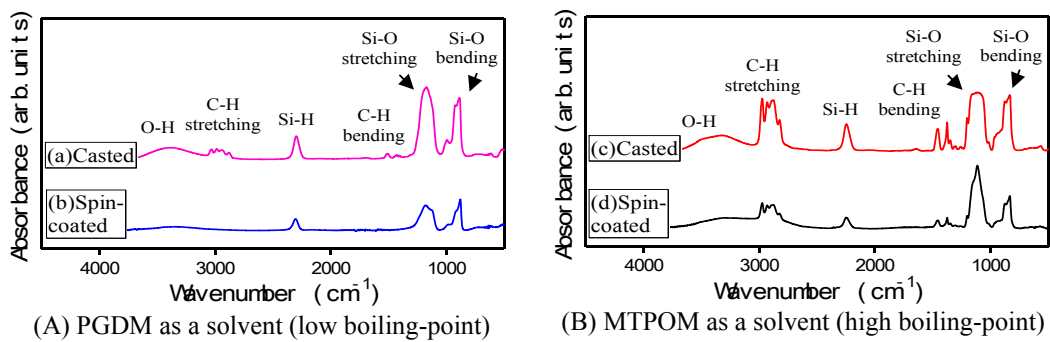 Absorbance (arb. units)
Si-O
stretching
Si-O
bending
C-H
stretching
C-H
bending
O-H
Si-H
(a)Casted
(b)Spin-
coated
4000 3000 2000 1000
Wavenumber (cm-1)
(A) PGDM as a solvent (low boiling-point)
Absorbance (arb. units)
Si-O
stretching
Si-O
bending
C-H
stretching
C-H
bending
O-H
Si-H
(c)Casted
(d)Spin-
coated
4000 3000 2000 1000
Wavenumber (cm-1)
(B) MTPOM as a solvent (high boiling-point)